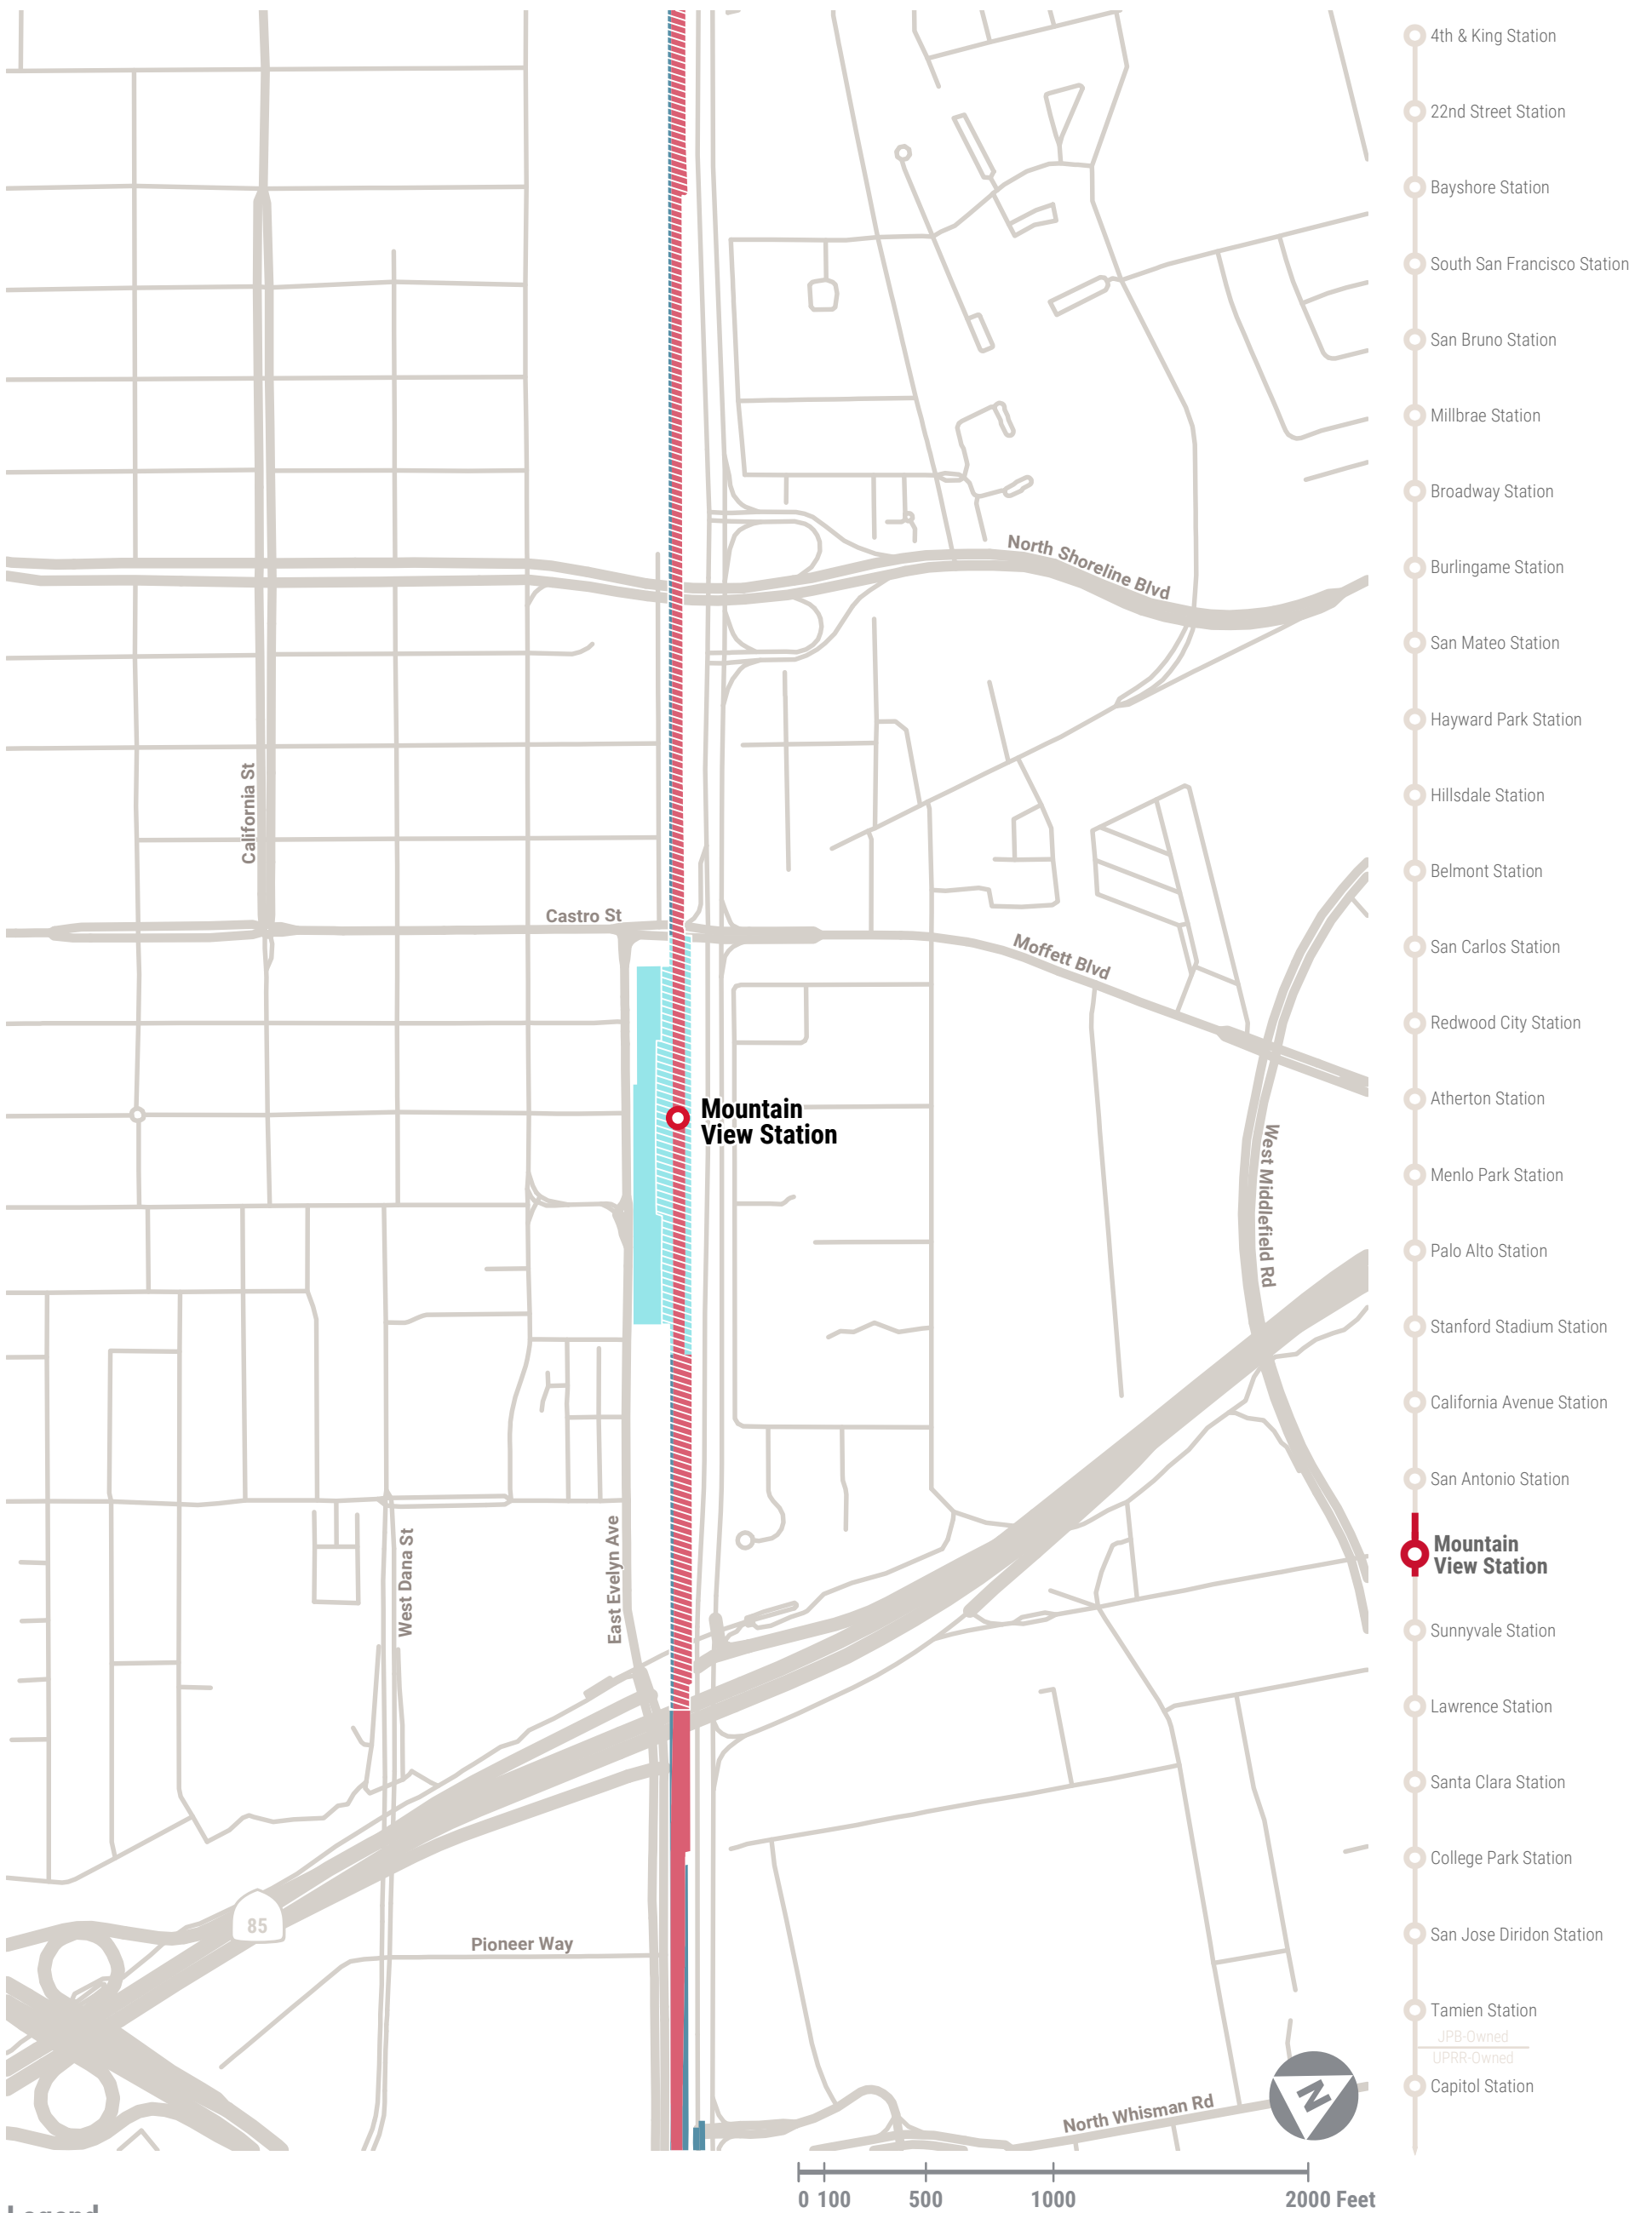 4th & King Station
22nd Street Station
Bayshore Station
South San Francisco Station
San Bruno Station
Millbrae Station
Broadway Station
North Shoreline Blvd
Burlingame Station
San Mateo Station
Hayward Park Station
California St
Hillsdale Station
Belmont Station
Castro St
Moffett Blvd
San Carlos Station
Redwood City Station
Atherton Station
Mountain
View Station
West Middlefield Rd
Menlo Park Station
Palo Alto Station
Stanford Stadium Station
California Avenue Station
San Antonio Station
West Dana St
East Evelyn Ave
Mountain
View Station
Sunnyvale Station
Lawrence Station
Santa Clara Station
College Park Station
85
Pioneer Way
San Jose Diridon Station
Tamien Station
JPB-Owned
UPRR-Owned
Capitol Station
North Whisman Rd
N
0 100 500 1000 2000 Feet
Legend